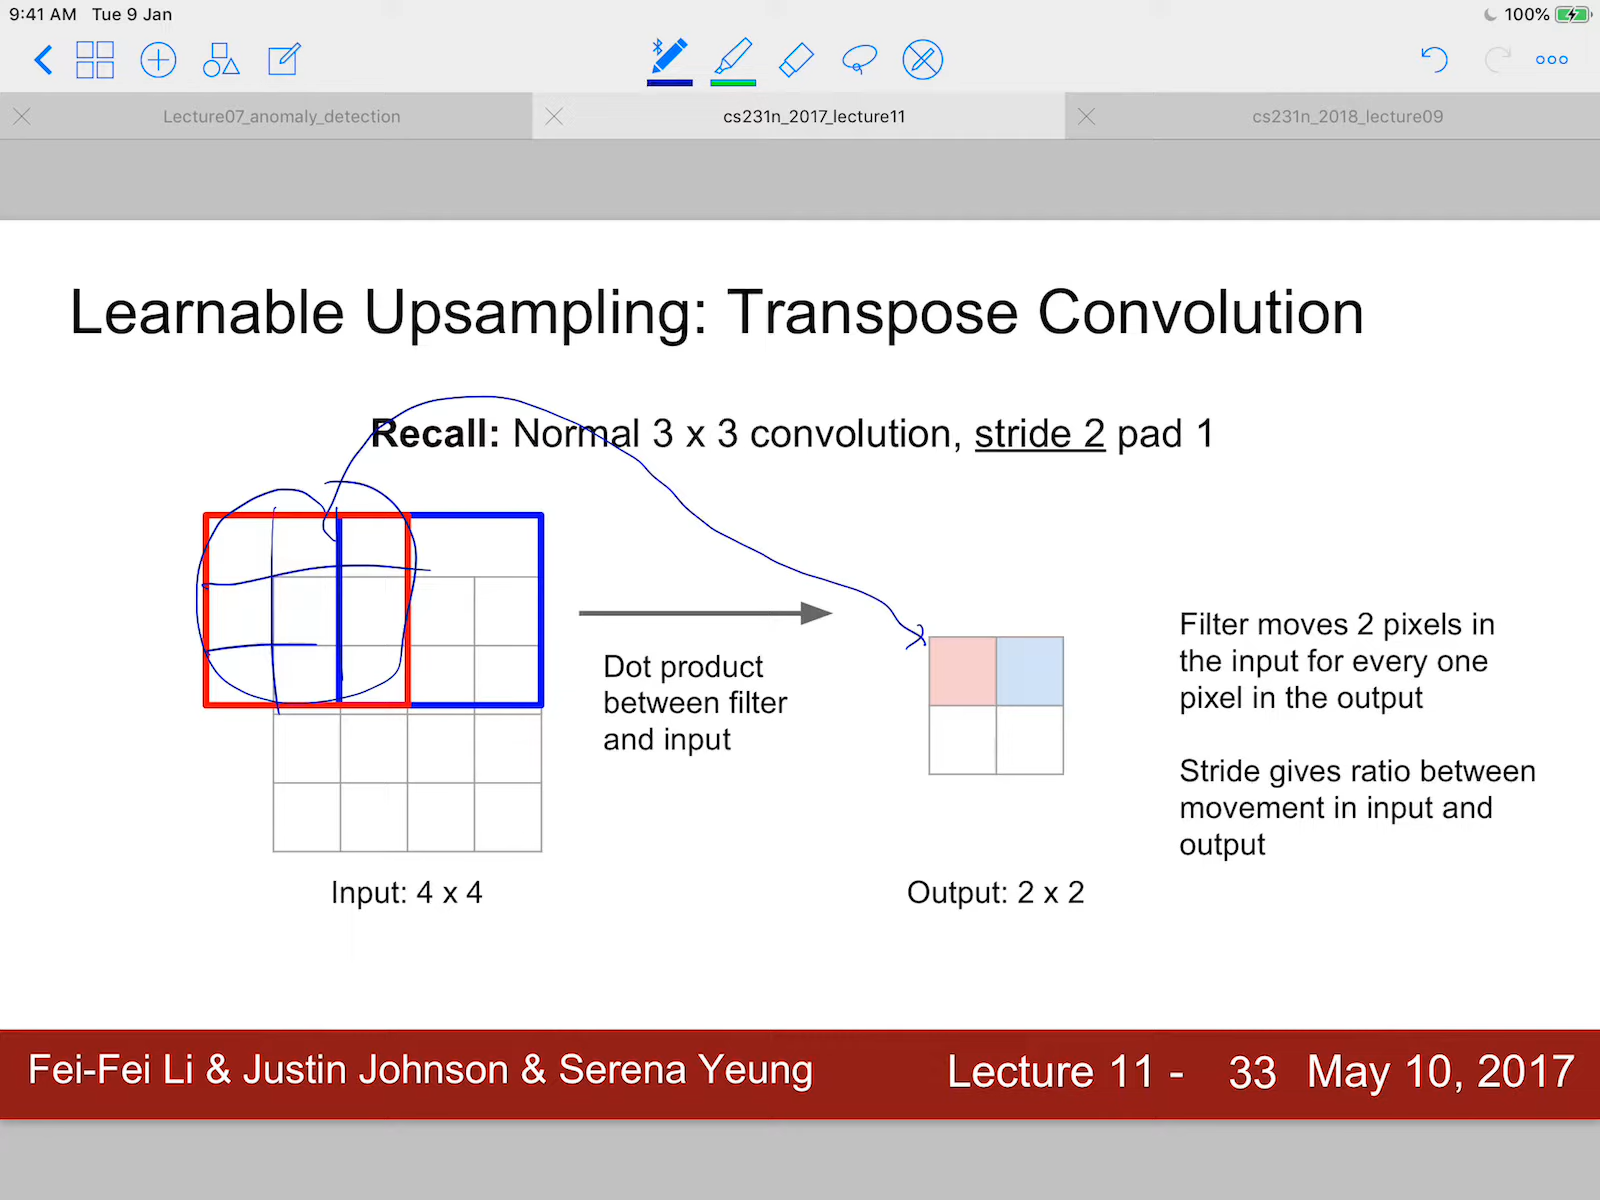 9:41 AM Tue 9 Jan
100%
Lecture07_anomaly_detection
cs231n_2017_lecture11
cs231n_2018_lecture09
Learnable Upsampling: Transpose Convolution
Recall: Normal 3 x 3 convolution, stride 2 pad 1
Dot product
between filter
and input
Filter moves 2 pixels in
the input for every one
pixel in the output
Stride gives ratio between
movement in input and
output
Input: 4 x 4
Output: 2 x 2
Fei-Fei Li & Justin Johnson & Serena Yeung
Lecture 11 - 33 May 10, 2017